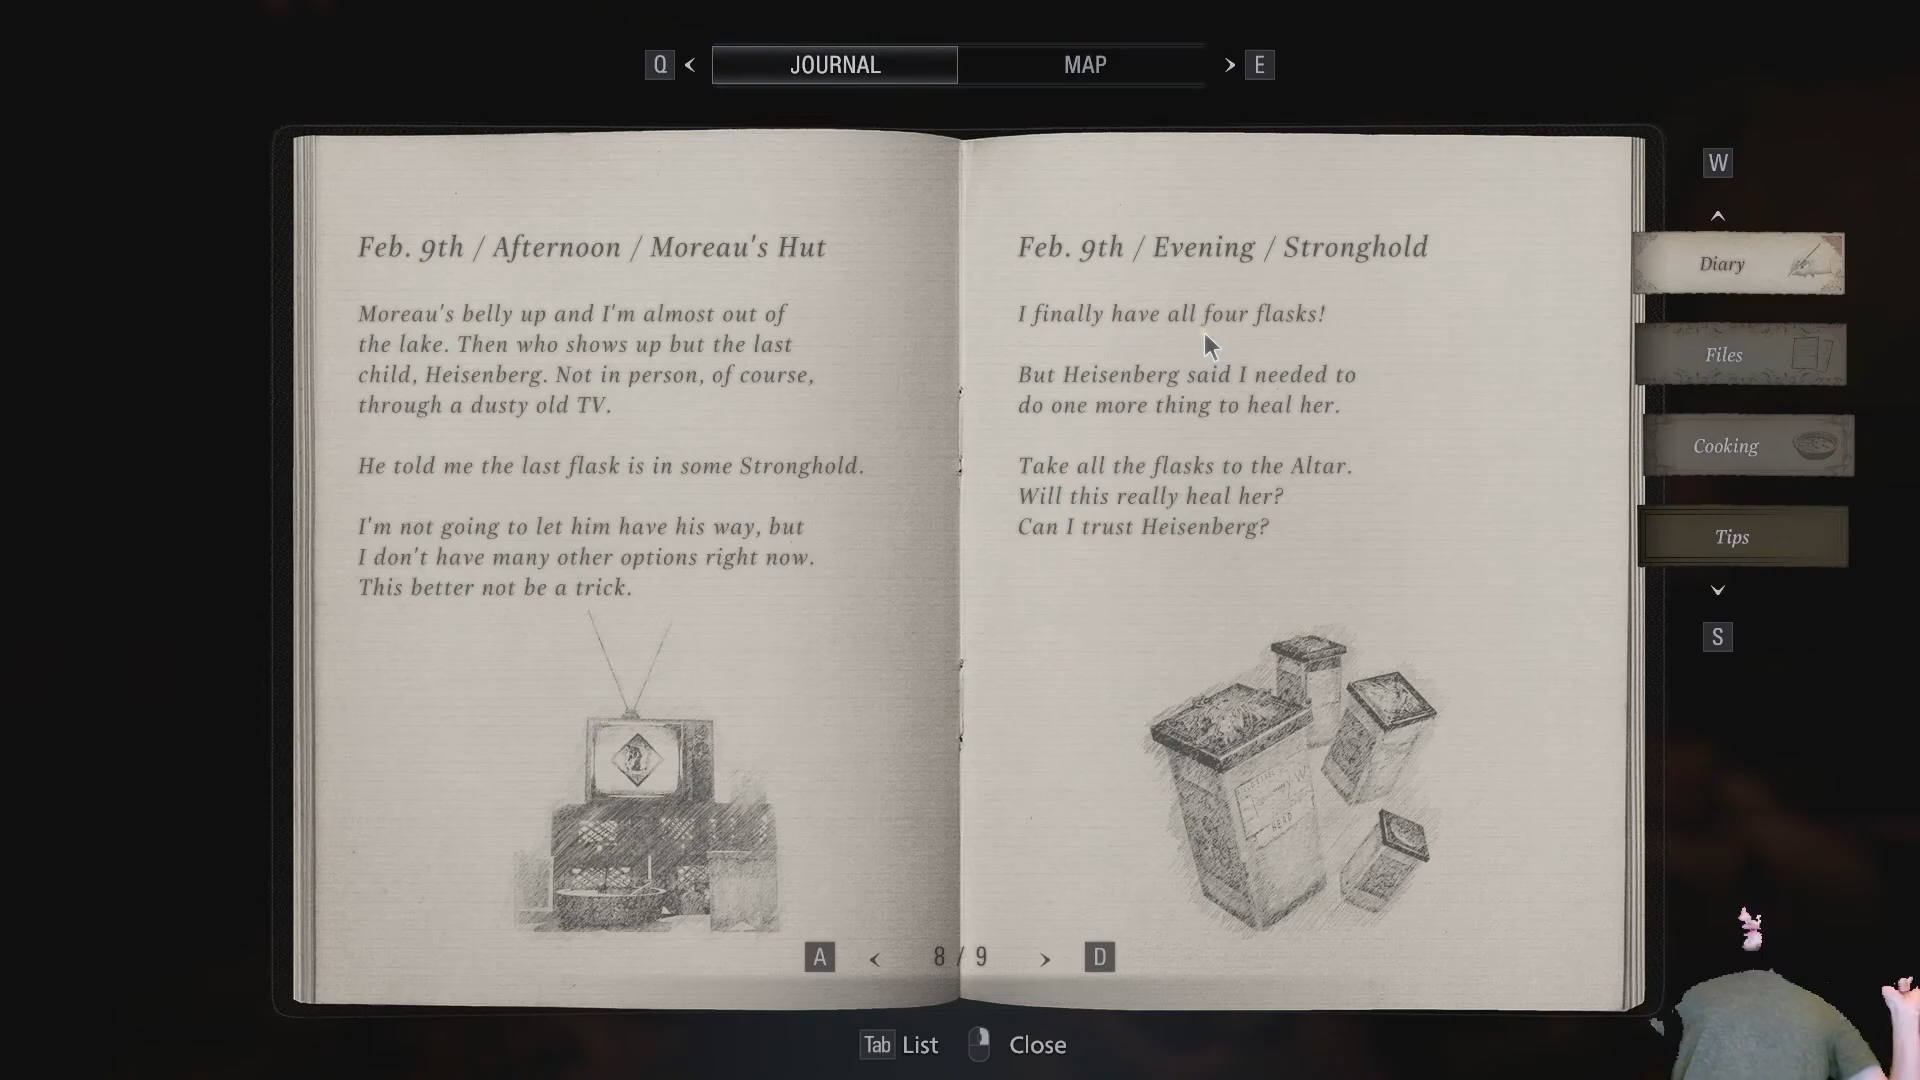 Q < JOURNAL MAP > E
Feb. 9th / Afternoon / Moreau's Hut
Moreau's belly up and I'm almost out of
the lake. Then who shows up but the last
child, Heisenberg. Not in person, of course,
through a dusty old TV.
He told me the last flask is in some Stronghold.
I'm not going to let him have his way, but
I don't have many other options right now.
This better not be a trick.
Feb. 9th / Evening / Stronghold
I finally have all four flasks!
But Heisenberg said I needed to
do one more thing to heal her.
Take all the flasks to the Altar.
Will this really heal her?
Can I trust Heisenberg?
HEAD
W
Diary
Files
Cooking
Tips
S
A < 8 / 9 > D
Tab List Close